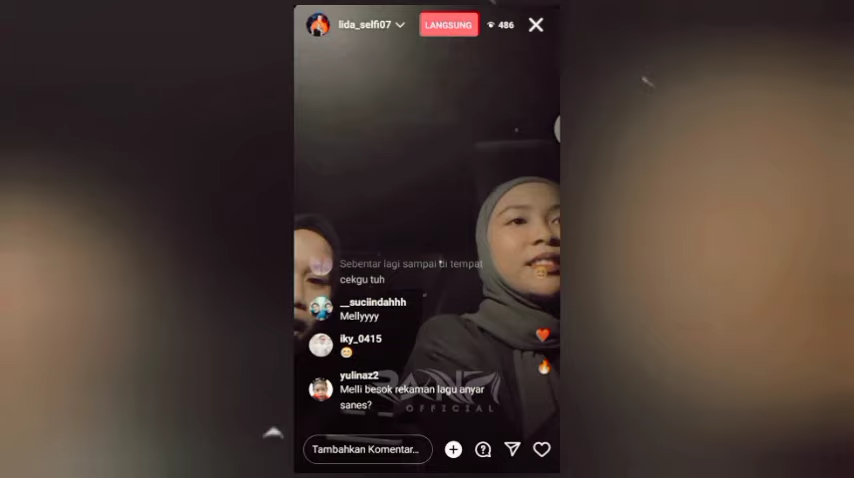 lida_selfi07
LANGSUNG
486
Sebentar lagi sampai di tempat
cekgu tuh
__suciindahhh
Mellyyyy
iky_0415
yulinaz2
Melli besok rekaman lagu anyar
sanes?
OFFICIAL
Tambahkan Komentar...